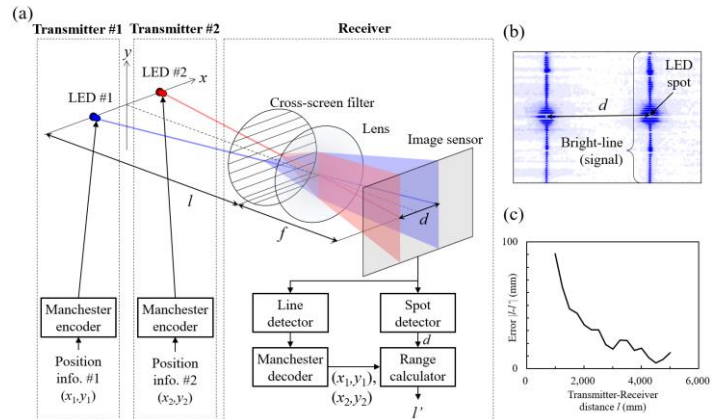 (a)
Transmitter #1
Transmitter #2
Receiver
y
x
LED #2
LED #1
Cross-screen filter
Lens
Image sensor
l
f
d
Manchester
encoder
Manchester
encoder
Line
detector
Spot
detector
d
Manchester
decoder
(x1,y1),
(x2,y2)
Range
calculator
l'
Position
info. #1
(x1,y1)
Position
info. #2
(x2,y2)
(b)
LED
spot
d
Bright-line
(signal)
(c)
100
0
Error |l-l'| (mm)
0
2,000
4,000
6,000
Transmitter-Receiver
distance l (mm)